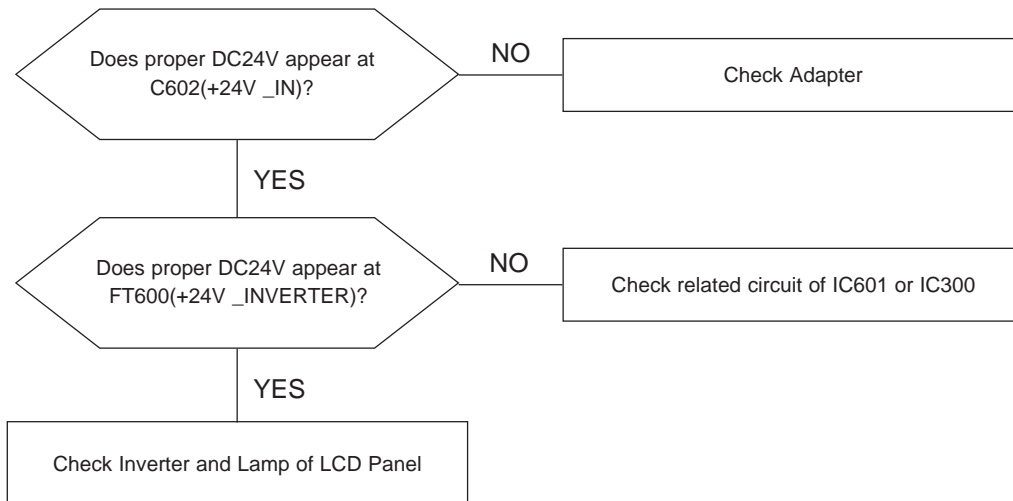 Does proper DC24V appear at
C602(+24V _IN)?
NO
Check Adapter
YES
Does proper DC24V appear at
FT600(+24V _INVERTER)?
NO
Check related circuit of IC601 or IC300
YES
Check Inverter and Lamp of LCD Panel